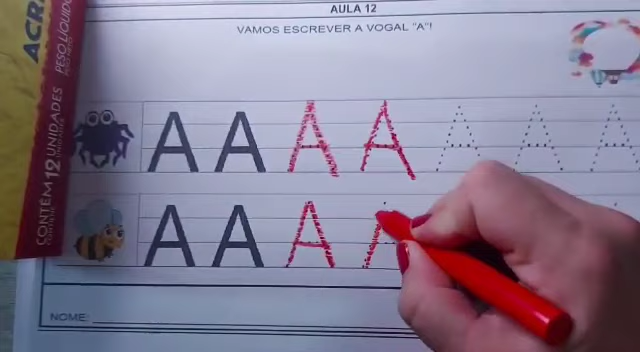 AULA 12
VAMOS ESCREVER A VOGAL "A"!
A A A A A A A
A A A
NOME:
ACR
PESO LÍQUIDO
CONTÉM 12 UNIDADES